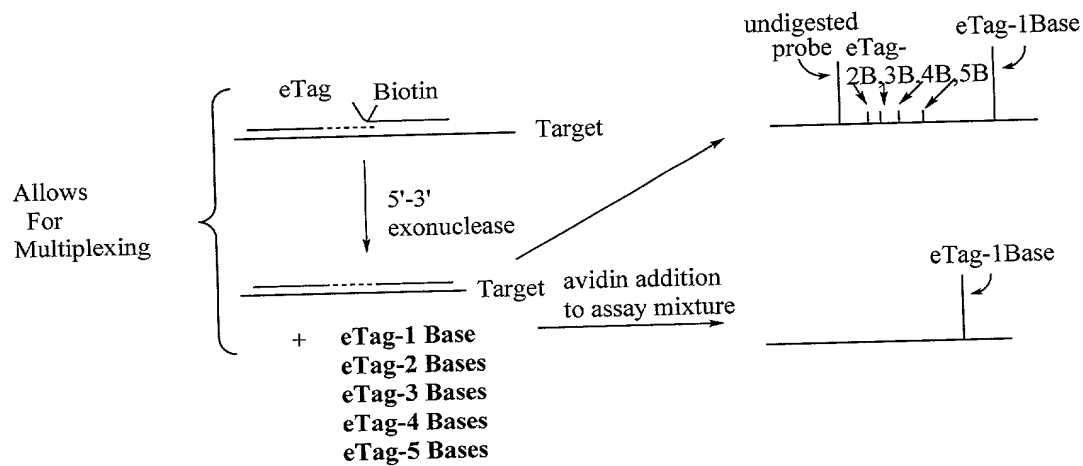 Allows
For
Multiplexing
eTag
Biotin
Target
5'-3'
exonuclease
Target
+ eTag-1 Base
eTag-2 Bases
eTag-3 Bases
eTag-4 Bases
eTag-5 Bases
avidin addition
to assay mixture
undigested
probe
eTag-
2B,3B,4B,5B
eTag-1Base
eTag-1Base